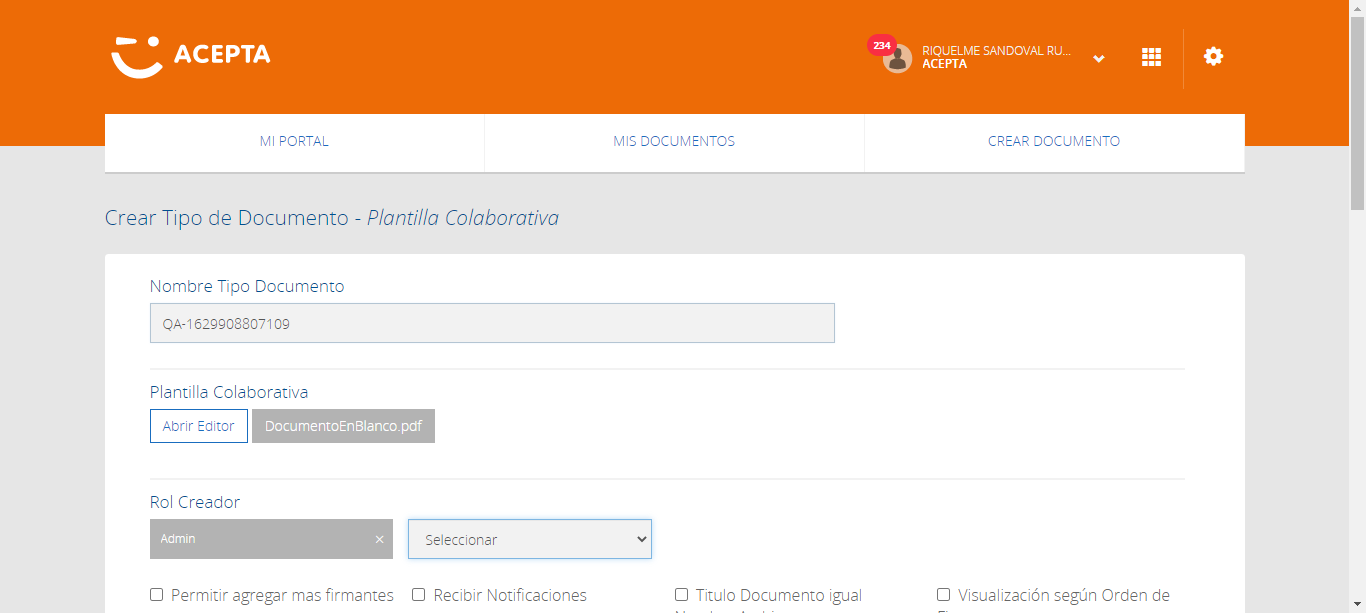 ACEPTA
234
RIQUELME SANDOVAL RU...
ACEPTA
MI PORTAL
MIS DOCUMENTOS
CREAR DOCUMENTO
Crear Tipo de Documento - Plantilla Colaborativa
Nombre Tipo Documento
QA-1629908807109
Plantilla Colaborativa
Abrir Editor
DocumentoEnBlanco.pdf
Rol Creador
Admin ×
Seleccionar
Permitir agregar mas firmantes
Recibir Notificaciones
Titulo Documento igual
Visualización según Orden de